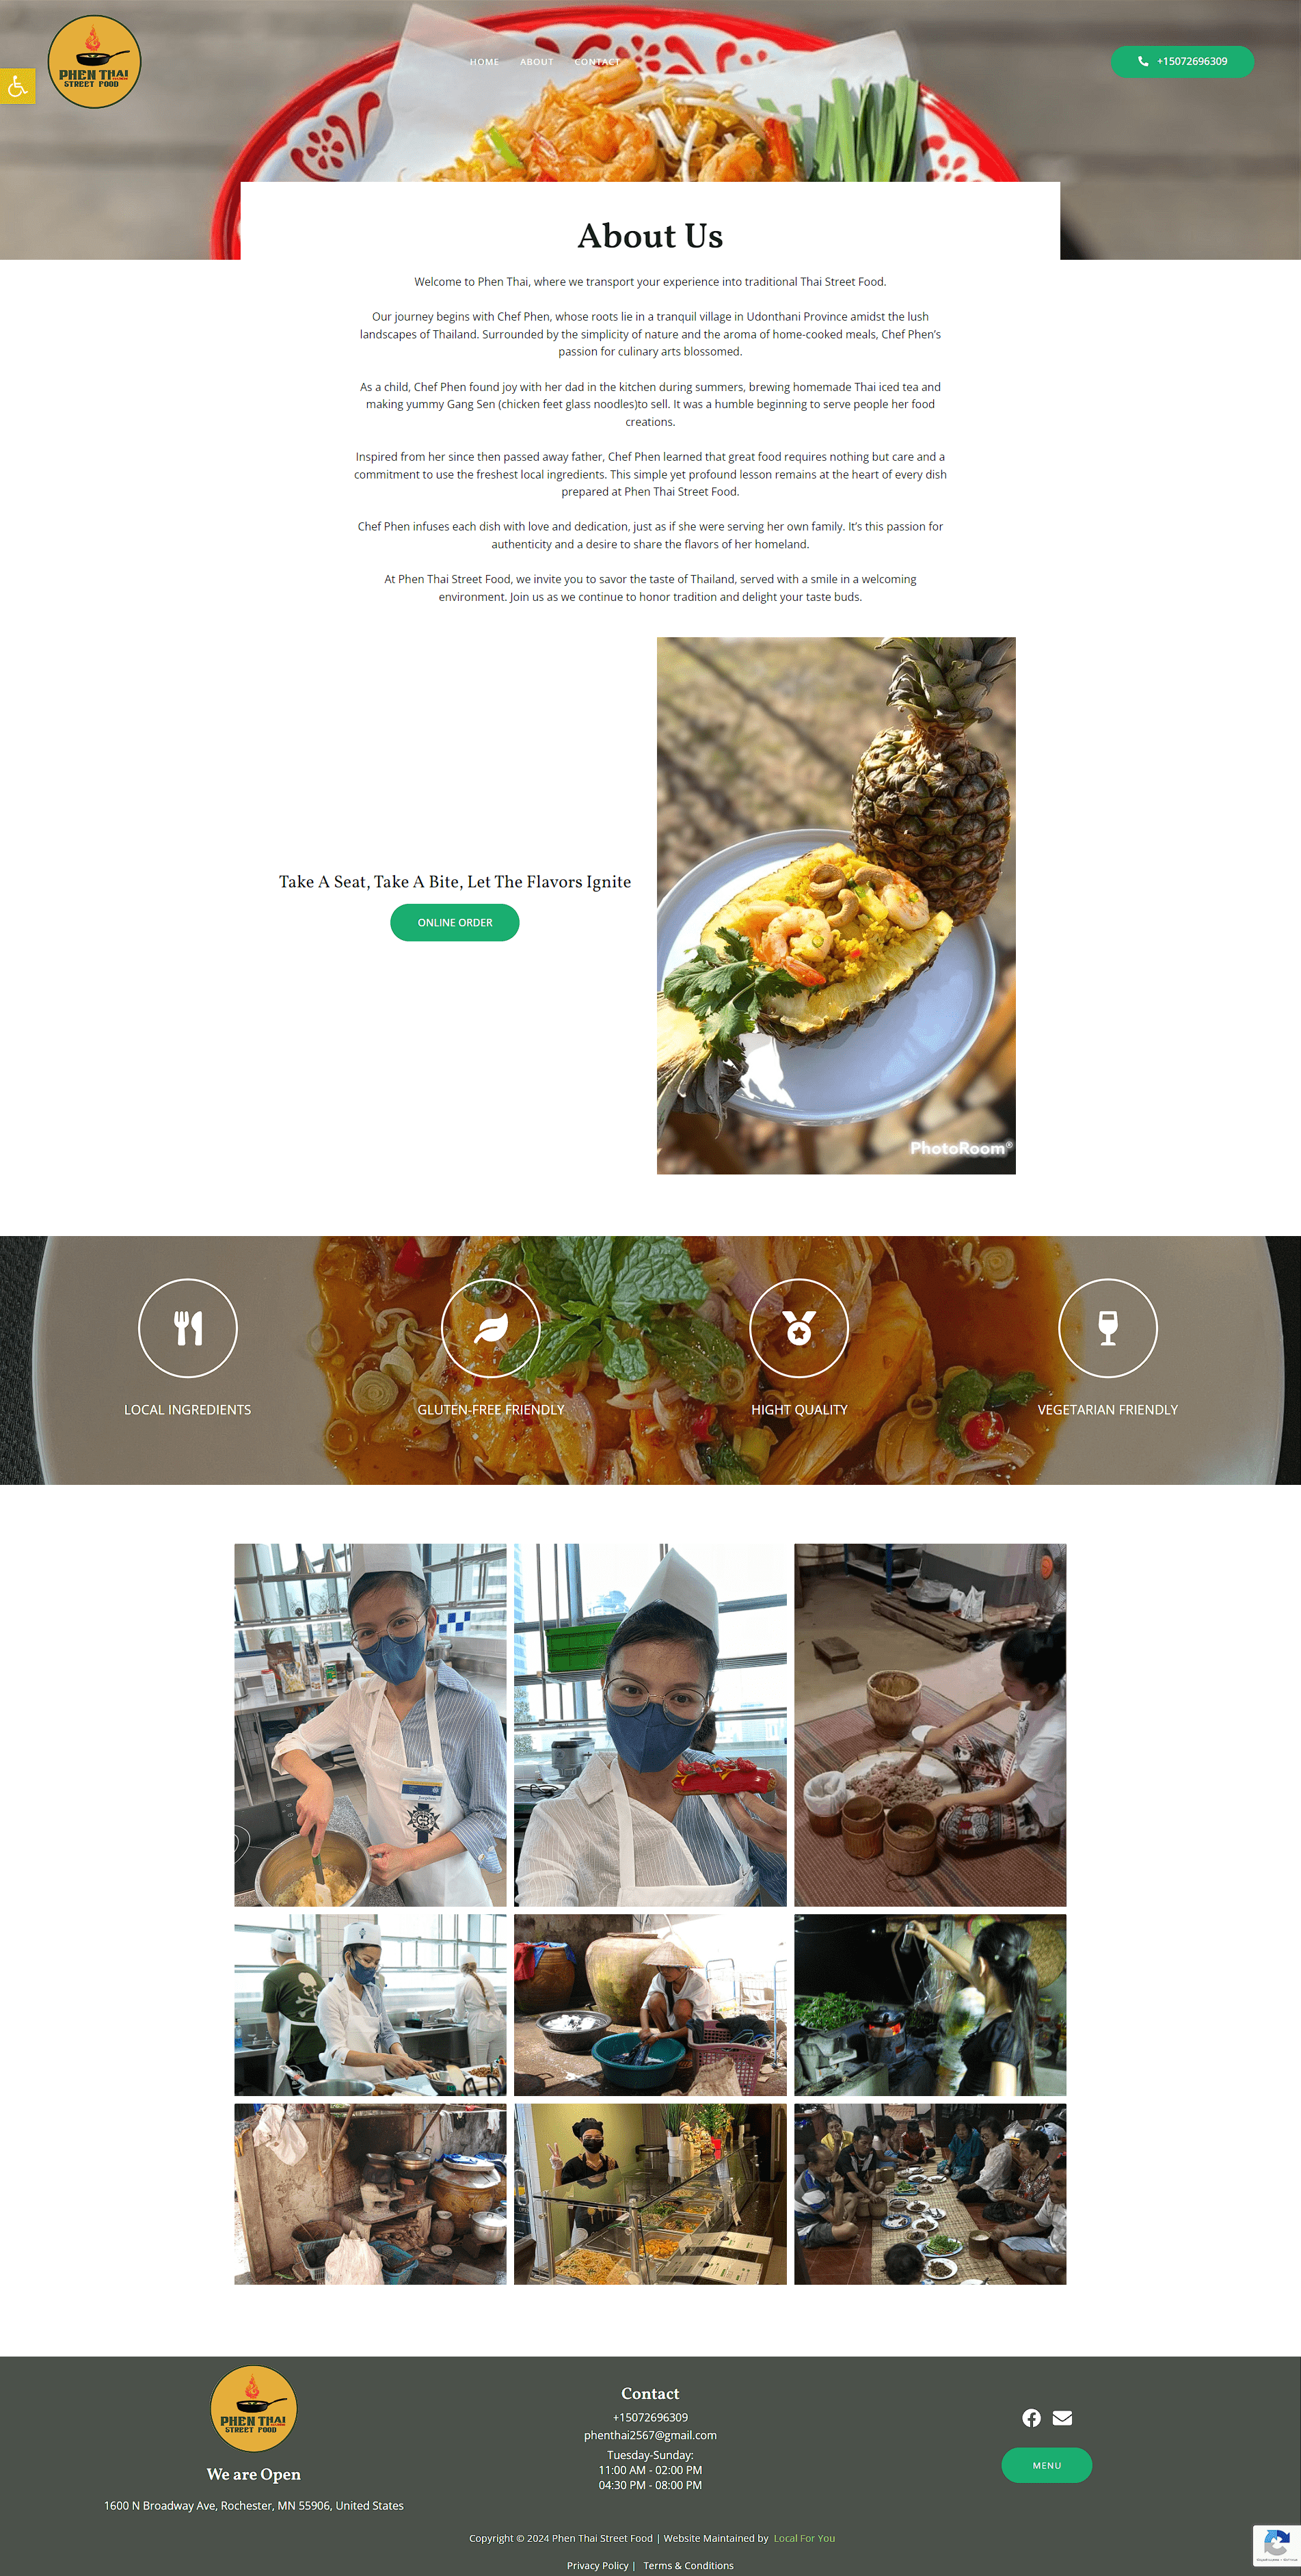 PHEN THAI
STREET FOOD
HOME
ABOUT
CONTACT
+15072696309
About Us
Welcome to Phen Thai, where we transport your experience into traditional Thai Street Food.
Our journey begins with Chef Phen, whose roots lie in a tranquil village in Udonthani Province amidst the lush
landscapes of Thailand. Surrounded by the simplicity of nature and the aroma of home-cooked meals, Chef Phen’s
passion for culinary arts blossomed.
As a child, Chef Phen found joy with her dad in the kitchen during summers, brewing homemade Thai iced tea and
making yummy Gang Sen (chicken feet glass noodles)to sell. It was a humble beginning to serve people her food
creations.
Inspired from her since then passed away father, Chef Phen learned that great food requires nothing but care and a
commitment to use the freshest local ingredients. This simple yet profound lesson remains at the heart of every dish
prepared at Phen Thai Street Food.
Chef Phen infuses each dish with love and dedication, just as if she were serving her own family. It’s this passion for
authenticity and a desire to share the flavors of her homeland.
At Phen Thai Street Food, we invite you to savor the taste of Thailand, served with a smile in a welcoming
environment. Join us as we continue to honor tradition and delight your taste buds.
Take A Seat, Take A Bite, Let The Flavors Ignite
ONLINE ORDER
PhotoRoom®
LOCAL INGREDIENTS
GLUTEN-FREE FRIENDLY
HIGHT QUALITY
VEGETARIAN FRIENDLY
PHEN THAI
STREET FOOD
We are Open
1600 N Broadway Ave, Rochester, MN 55906, United States
Contact
+15072696309
phenthai2567@gmail.com
Tuesday-Sunday:
11:00 AM - 02:00 PM
04:30 PM - 08:00 PM
MENU
Copyright © 2024 Phen Thai Street Food | Website Maintained by Local For You
Privacy Policy | Terms & Conditions